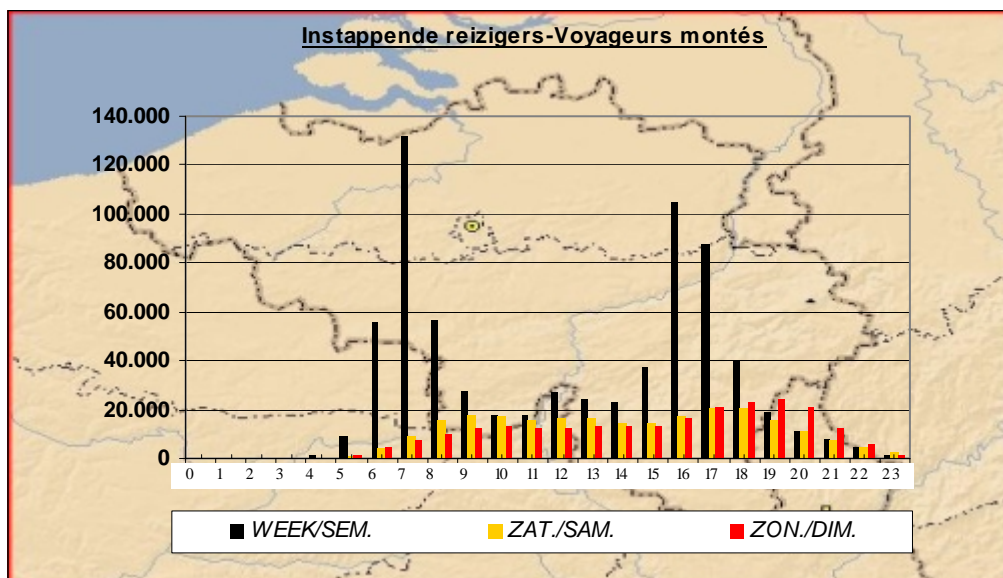 Instappende reizigers-Voyageurs montés
140.000
120.000
100.000
80.000
60.000
40.000
20.000
0
0 1 2 3 4 5 6 7 8 9 10 11 12 13 14 15 16 17 18 19 20 21 22 23
WEEK/SEM. ZAT./SAM. ZON./DIM.